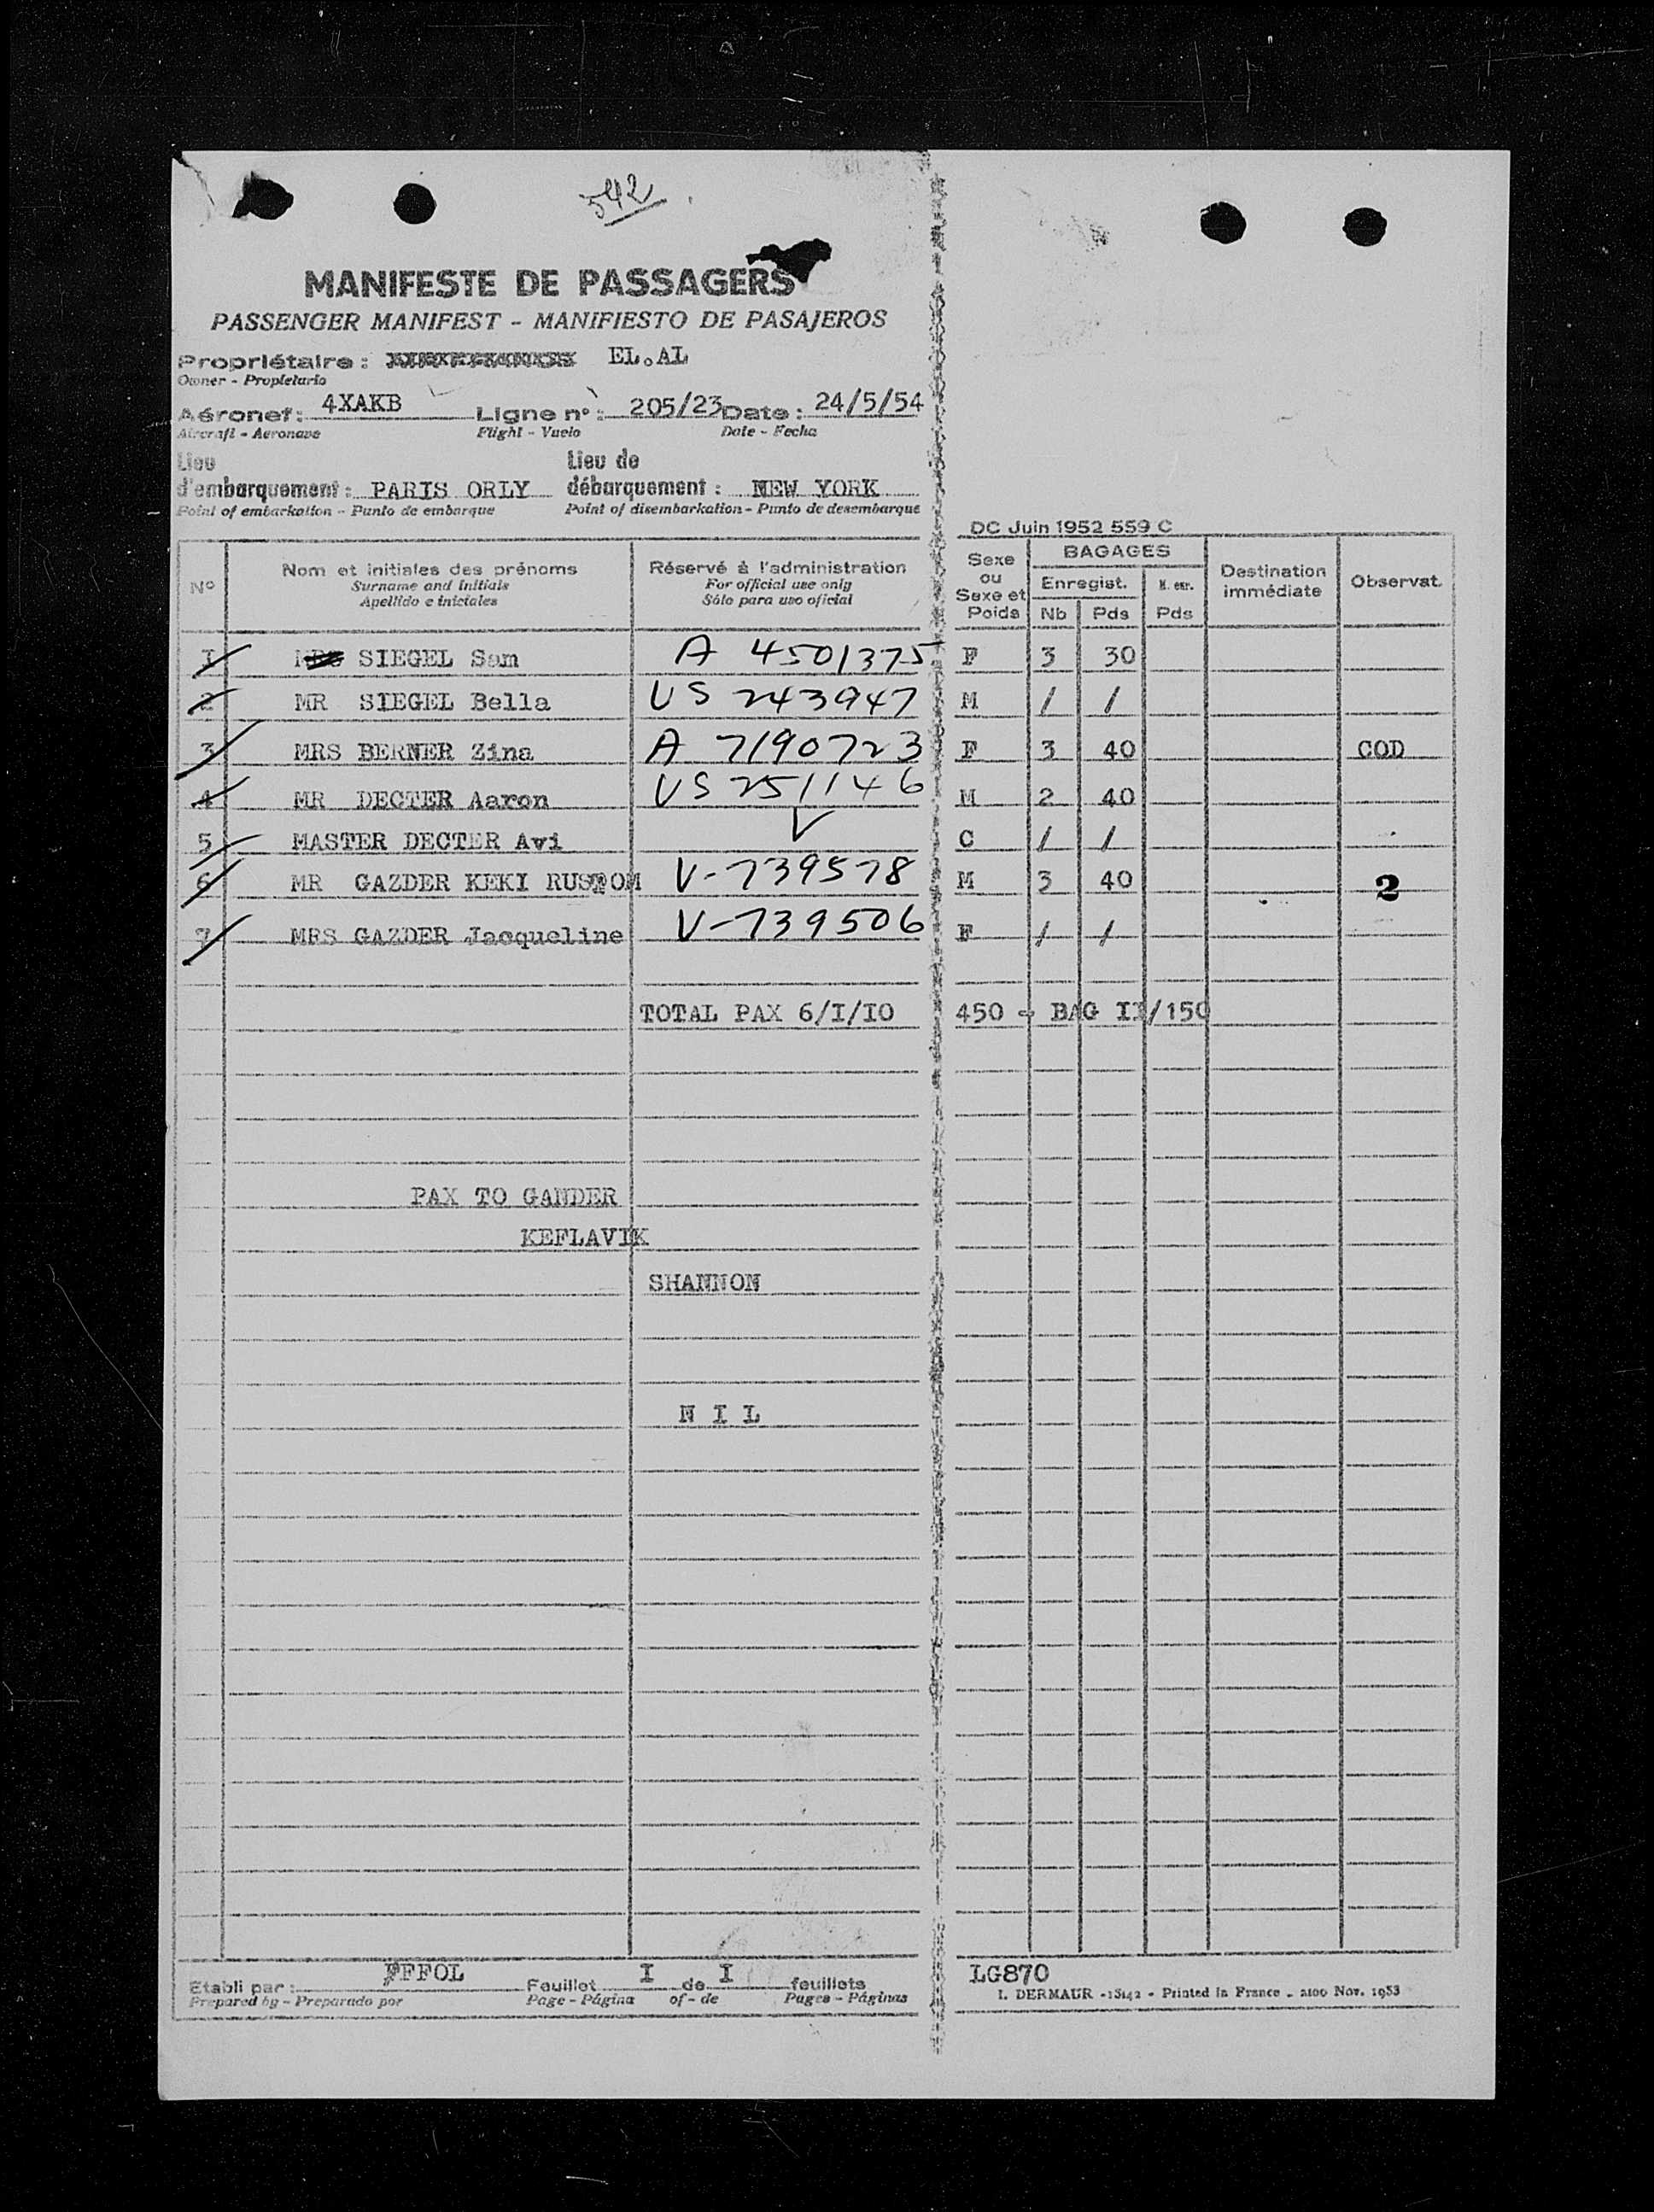 542
MANIFESTE DE PASSAGERS
PASSENGER MANIFEST - MANIFIESTO DE PASAJEROS
Propriétaire : EL.AL
Owner - Propietario
Aéronef: 4XAKB Ligne n° : 205/23 Date : 24/5/54
Aircraft - Aeronave Flight - Vuelo Date - Fecha
Lieu d'embarquement : PARIS ORLY Lieu de débarquement : NEW YORK
Point of embarkation - Punto de embarque Point of disembarkation - Punto de desembarque
DC Juin 1952 559 C
N° Nom et initiales des prénoms Réservé à l'administration Sexe ou Sexe et Poids BAGAGES Destination immédiate Observat.
Surname and initials For official use only Enregist. N. enr.
Apellido e iniciales Sólo para uso oficial Nb Pds Pds
I SIEGEL Sam A 4501375 F 3 30
2 MR SIEGEL Bella US 243947 M / /
3 MRS BERNER Zina A 7190723 F 3 40 COD
4 MR DECTER Aaron US 251146 M 2 40
5 MASTER DECTER Avi V C / /
6 MR GAZDER KEKI RUSTOM V-739578 M 3 40 2
7 MRS GAZDER Jacqueline V-739506 F / /
TOTAL PAX 6/I/IO 450 - BAG II/150
PAX TO GANDER
KEFLAVIK
SHANNON
N I L
Etabli par : FFFOL Feuillet I de I feuillets LG870
Prepared by - Preparado por Page - Página of - de Pages - Páginas I. DERMAUR - 18142 - Printed in France - 2100 Nov. 1953